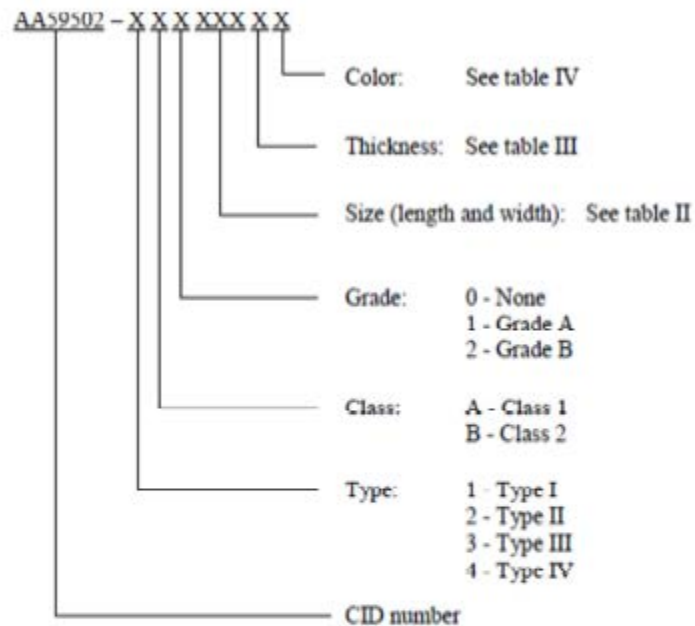 AA59502 – X X X XXX X X
Color: See table IV
Thickness: See table III
Size (length and width): See table II
Grade: 0 - None
1 - Grade A
2 - Grade B
Class: A - Class 1
B - Class 2
Type: 1 - Type I
2 - Type II
3 - Type III
4 - Type IV
CID number